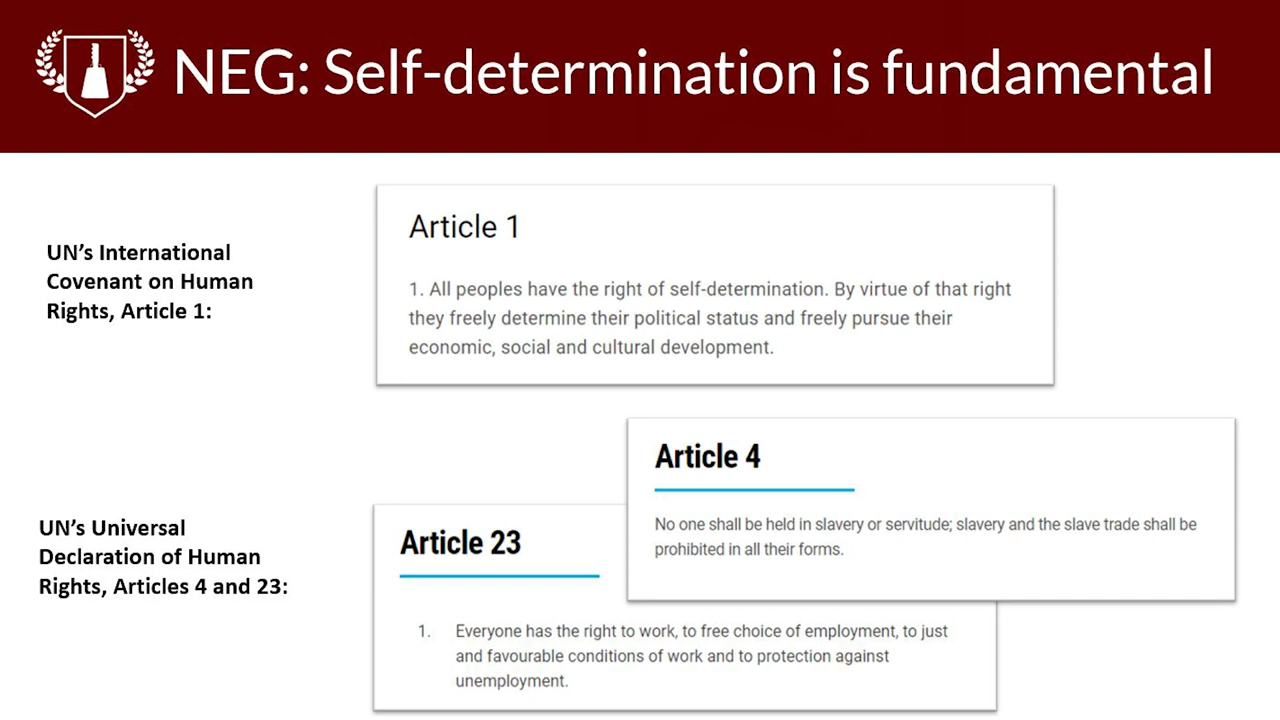 NEG: Self-determination is fundamental
UN’s International
Covenant on Human
Rights, Article 1:
Article 1
1. All peoples have the right of self-determination. By virtue of that right
they freely determine their political status and freely pursue their
economic, social and cultural development.
UN’s Universal
Declaration of Human
Rights, Articles 4 and 23:
Article 4
No one shall be held in slavery or servitude; slavery and the slave trade shall be
prohibited in all their forms.
Article 23
1. Everyone has the right to work, to free choice of employment, to just
and favourable conditions of work and to protection against
unemployment.